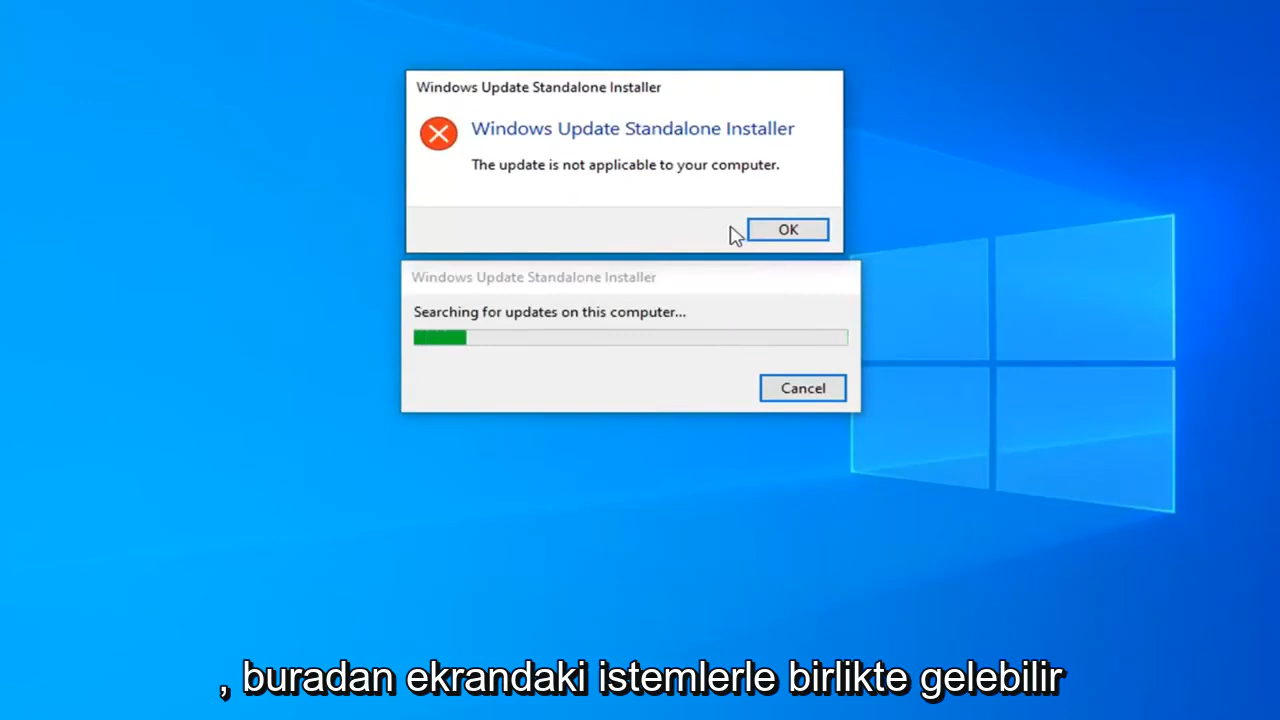 Windows Update Standalone Installer
Windows Update Standalone Installer
The update is not applicable to your computer.
OK
Windows Update Standalone Installer
Searching for updates on this computer...
Cancel
, buradan ekrandaki istemlerle birlikte gelebilir